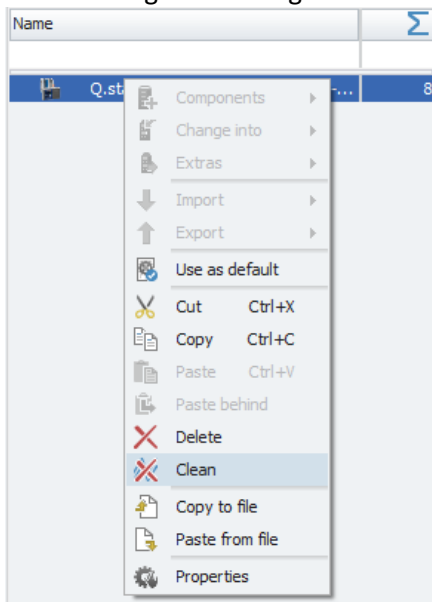 Name Σ
Q.st -... 8
Components
Change into
Extras
Import
Export
Use as default
Cut Ctrl+X
Copy Ctrl+C
Paste Ctrl+V
Paste behind
Delete
Clean
Copy to file
Paste from file
Properties